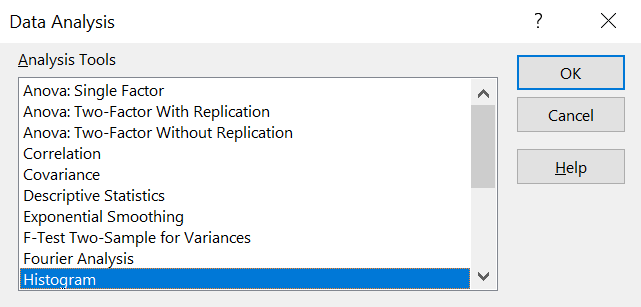 Data Analysis
?
Analysis Tools
Anova: Single Factor
Anova: Two-Factor With Replication
Anova: Two-Factor Without Replication
Correlation
Covariance
Descriptive Statistics
Exponential Smoothing
F-Test Two-Sample for Variances
Fourier Analysis
Histogram
OK
Cancel
Help